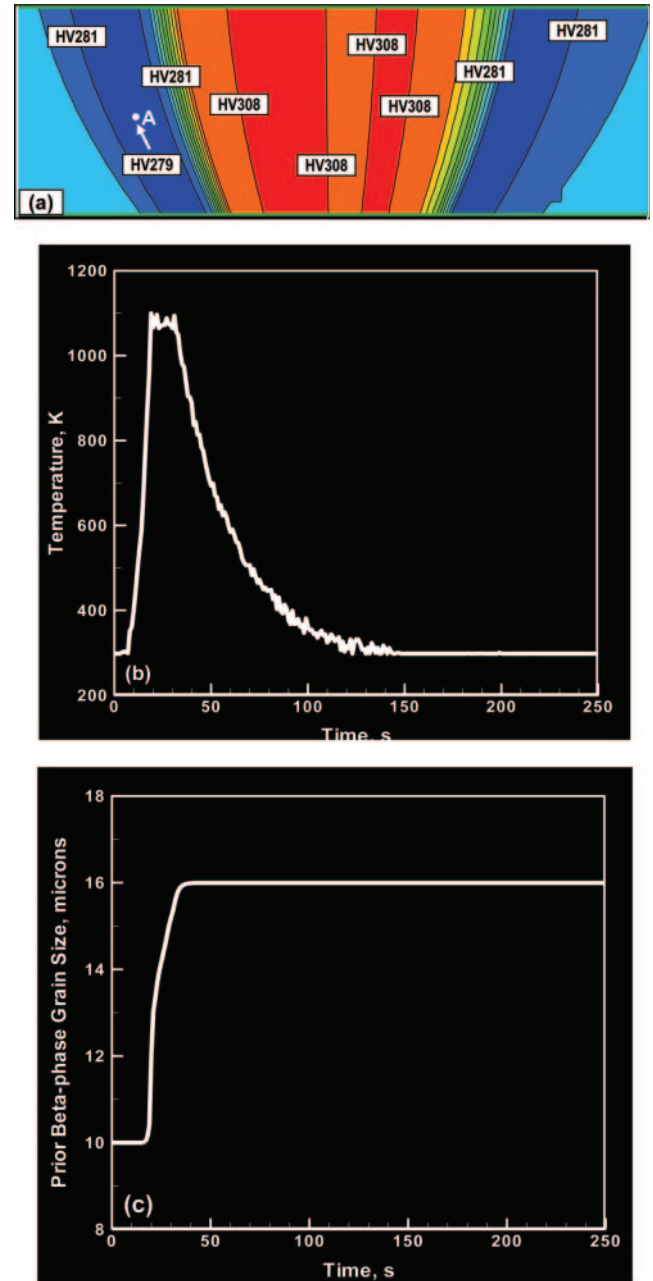 HV281
HV308
HV281
HV281
HV281
HV308
HV308
A
HV279
HV308
(a)
1200
1000
800
600
400
200
Temperature, K
(b)
0
50
100
150
200
250
Time, s
18
16
14
12
10
8
Prior Beta-phase Grain Size, microns
(c)
0
50
100
150
200
250
Time, s